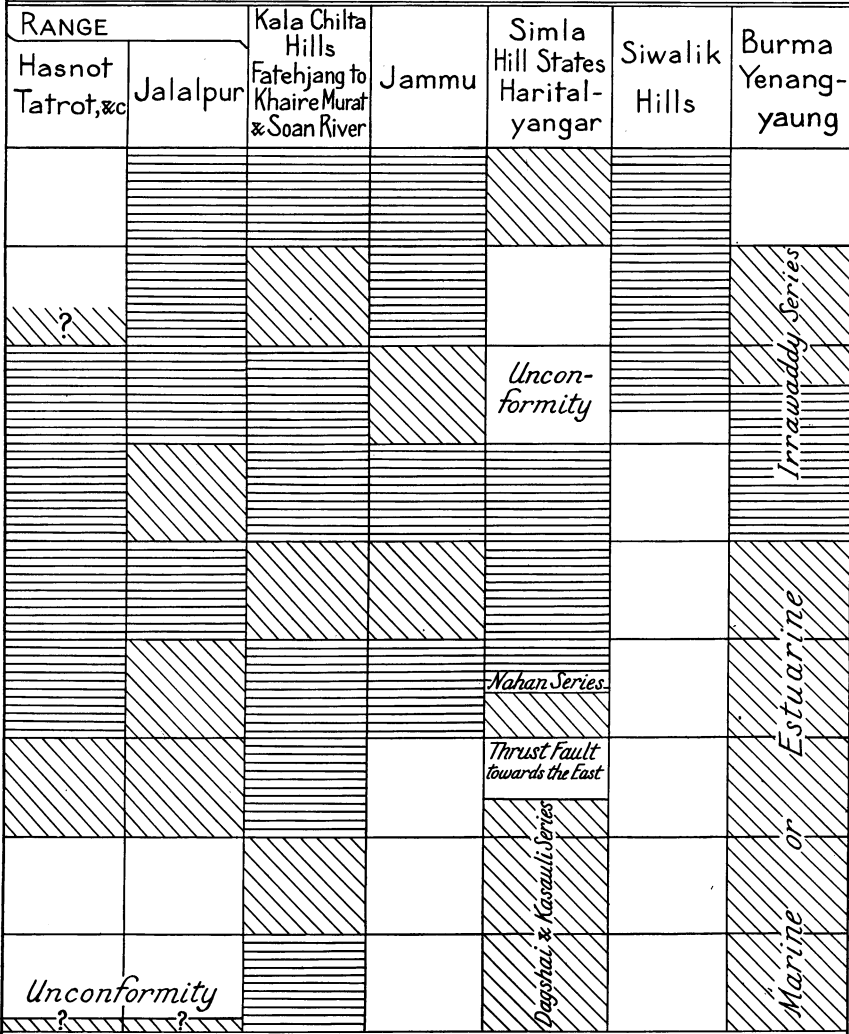 RANGE
Hasnot
Tatrot,&c
Jalalpur
Kala Chilta
Hills
Fatehjang to
Khaire Murat
& Soan River
Jammu
Simla
Hill States
Harital-
yangar
Siwalik
Hills
Burma
Yenang-
yaung
?
Uncon-
formity
Irrawaddy Series
Nahan Series
Thrust Fault
towards the East
Dagshai & Kasauli Series
Marine or Estuarine
Unconformity
? ?